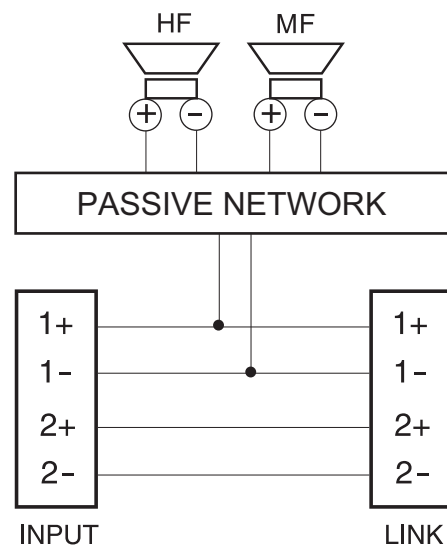 HF MF
+ - + -
PASSIVE NETWORK
1+ 1+
1- 1-
2+ 2+
2- 2-
INPUT LINK